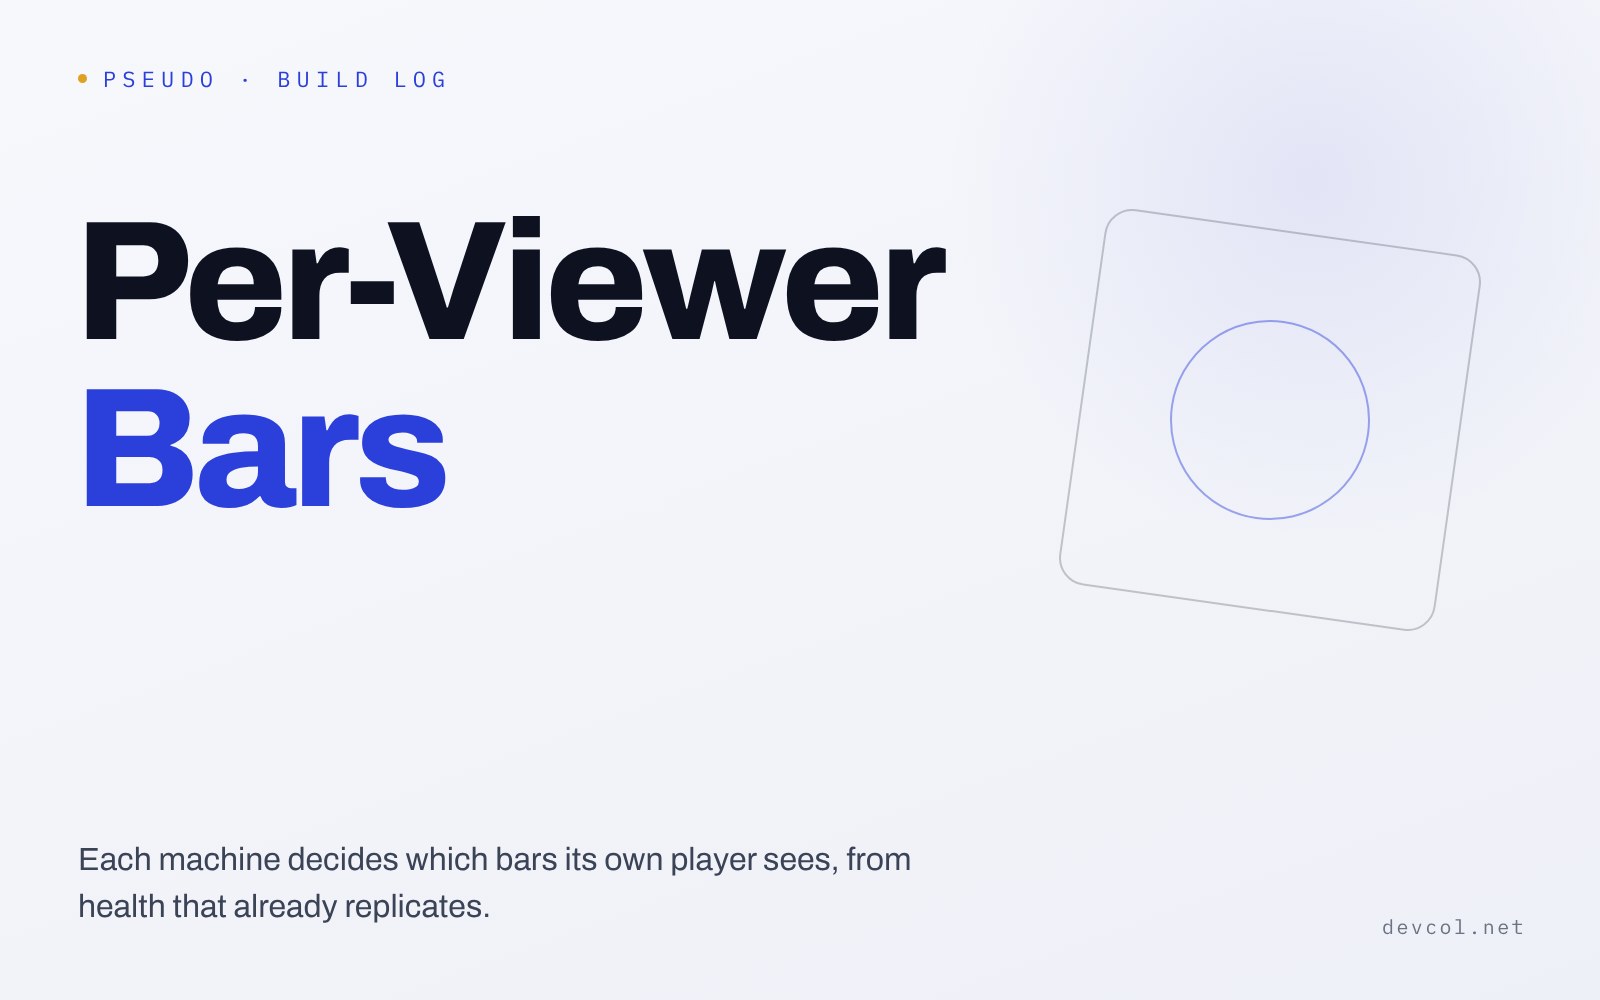 PSEUDO · BUILD LOG
Per-Viewer
Bars
Each machine decides which bars its own player sees, from
health that already replicates.
devcol.net